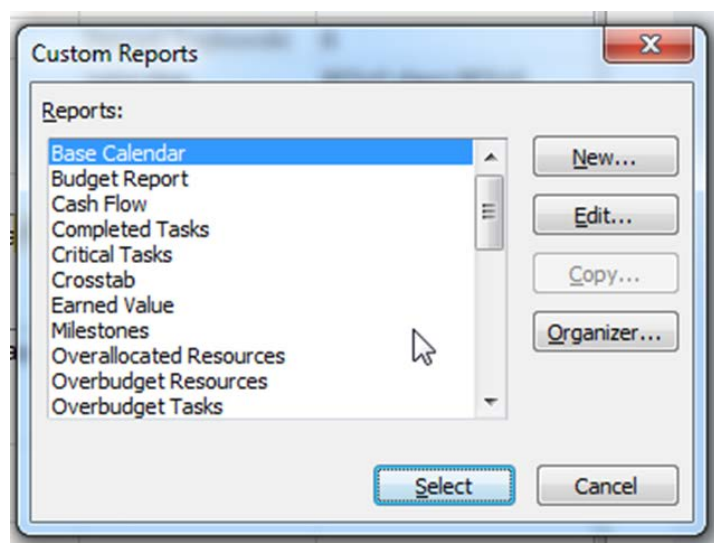 Custom Reports
Reports:
Base Calendar
Budget Report
Cash Flow
Completed Tasks
Critical Tasks
Crosstab
Earned Value
Milestones
Overallocated Resources
Overbudget Resources
Overbudget Tasks
New...
Edit...
Copy...
Organizer...
Select
Cancel